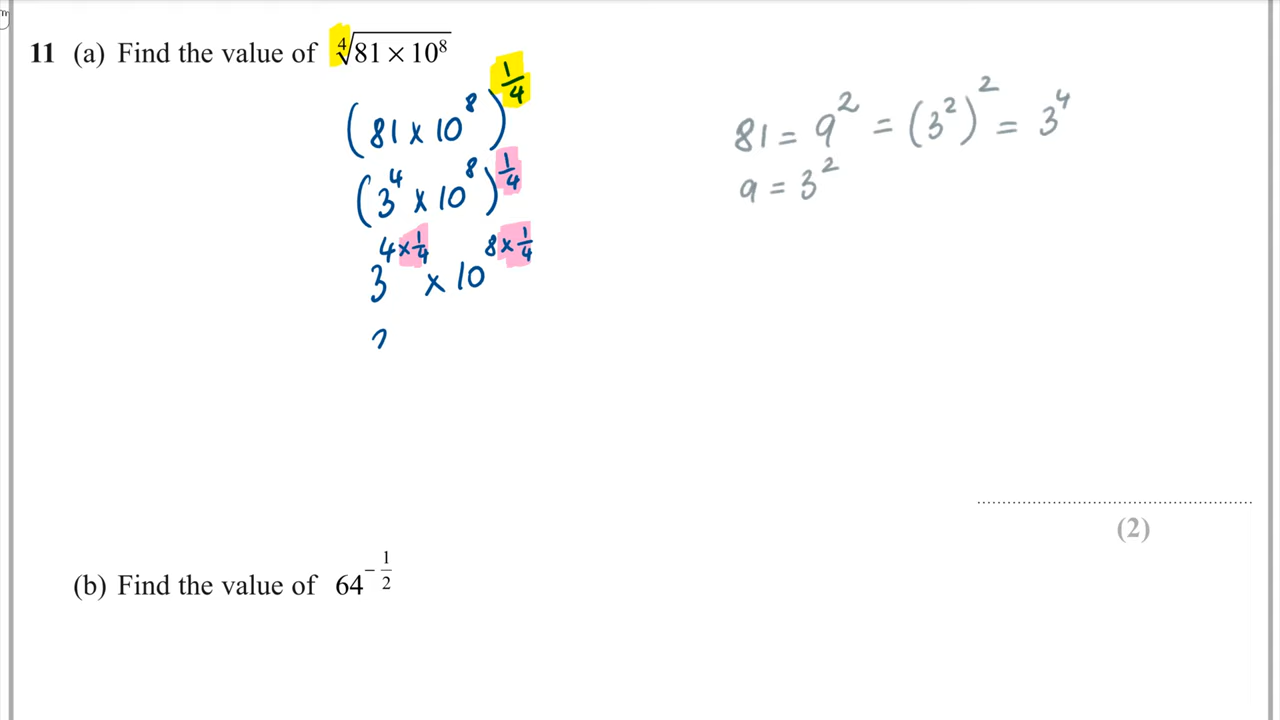 11 (a) Find the value of ∜(81 × 10⁸)
(81 × 10⁸)^(1/4)
(3⁴ × 10⁸)^(1/4)
3^(4 × 1/4) × 10^(8 × 1/4)
81 = 9² = (3²)² = 3⁴
9 = 3²
(2)
(b) Find the value of 64^(−1/2)